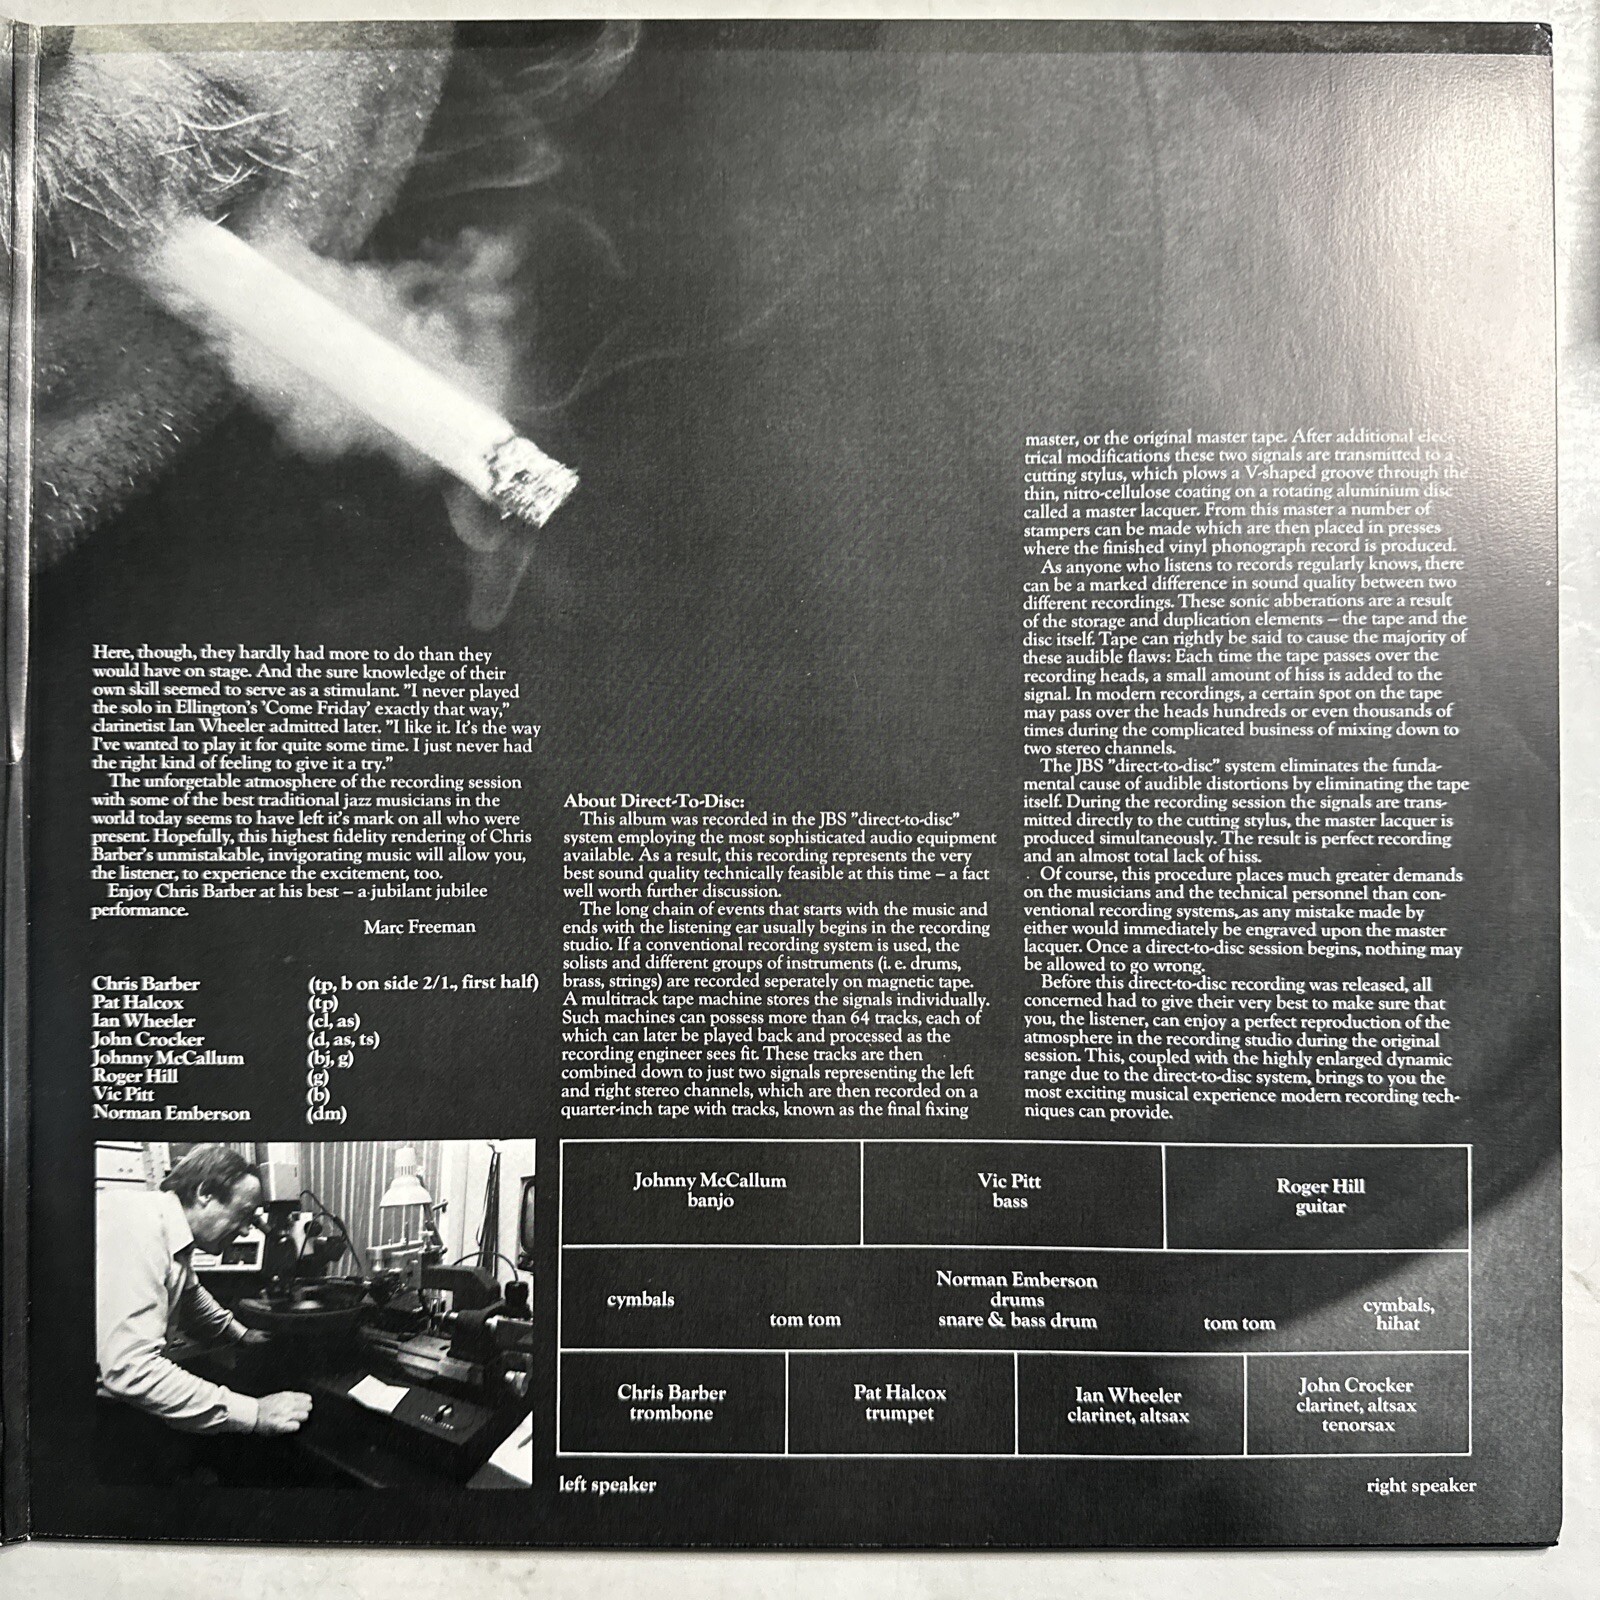 Here, though, they hardly had more to do than they
would have on stage. And the sure knowledge of their
own skill seemed to serve as a stimulant. "I never played
the solo in Ellington's 'Come Friday' exactly that way,"
clarinetist Ian Wheeler admitted later. "I like it. It's the way
I've wanted to play it for quite some time. I just never had
the right kind of feeling to give it a try."
The unforgetable atmosphere of the recording session
with some of the best traditional jazz musicians in the
world today seems to have left it's mark on all who were
present. Hopefully, this highest fidelity rendering of Chris
Barber's unmistakable, invigorating music will allow you,
the listener, to experience the excitement, too.
Enjoy Chris Barber at his best – a jubilant jubilee
performance.
Marc Freeman
Chris Barber (tp, b on side 2/1., first half)
Pat Halcox (tp)
Ian Wheeler (cl, as)
John Crocker (d, as, ts)
Johnny McCallum (bj, g)
Roger Hill (g)
Vic Pitt (b)
Norman Emberson (dm)
About Direct-To-Disc:
This album was recorded in the JBS "direct-to-disc"
system employing the most sophisticated audio equipment
available. As a result, this recording represents the very
best sound quality technically feasible at this time – a fact
well worth further discussion.
The long chain of events that starts with the music and
ends with the listening ear usually begins in the recording
studio. If a conventional recording system is used, the
solists and different groups of instruments (i. e. drums,
brass, strings) are recorded seperately on magnetic tape.
A multitrack tape machine stores the signals individually.
Such machines can possess more than 64 tracks, each of
which can later be played back and processed as the
recording engineer sees fit. These tracks are then
combined down to just two signals representing the left
and right stereo channels, which are then recorded on a
quarter-inch tape with tracks, known as the final fixing
master, or the original master tape. After additional elec-
trical modifications these two signals are transmitted to a
cutting stylus, which plows a V-shaped groove through the
thin, nitro-cellulose coating on a rotating aluminium disc
called a master lacquer. From this master a number of
stampers can be made which are then placed in presses
where the finished vinyl phonograph record is produced.
As anyone who listens to records regularly knows, there
can be a marked difference in sound quality between two
different recordings. These sonic abberations are a result
of the storage and duplication elements – the tape and the
disc itself. Tape can rightly be said to cause the majority of
these audible flaws: Each time the tape passes over the
recording heads, a small amount of hiss is added to the
signal. In modern recordings, a certain spot on the tape
may pass over the heads hundreds or even thousands of
times during the complicated business of mixing down to
two stereo channels.
The JBS "direct-to-disc" system eliminates the funda-
mental cause of audible distortions by eliminating the tape
itself. During the recording session the signals are trans-
mitted directly to the cutting stylus, the master lacquer is
produced simultaneously. The result is perfect recording
and an almost total lack of hiss.
Of course, this procedure places much greater demands
on the musicians and the technical personnel than con-
ventional recording systems, as any mistake made by
either would immediately be engraved upon the master
lacquer. Once a direct-to-disc session begins, nothing may
be allowed to go wrong.
Before this direct-to-disc recording was released, all
concerned had to give their very best to make sure that
you, the listener, can enjoy a perfect reproduction of the
atmosphere in the recording studio during the original
session. This, coupled with the highly enlarged dynamic
range due to the direct-to-disc system, brings to you the
most exciting musical experience modern recording tech-
niques can provide.
Johnny McCallum
banjo
Vic Pitt
bass
Roger Hill
guitar
cymbals
tom tom
Norman Emberson
drums
snare & bass drum
tom tom
cymbals,
hihat
Chris Barber
trombone
Pat Halcox
trumpet
Ian Wheeler
clarinet, altsax
John Crocker
clarinet, altsax
tenorsax
left speaker
right speaker